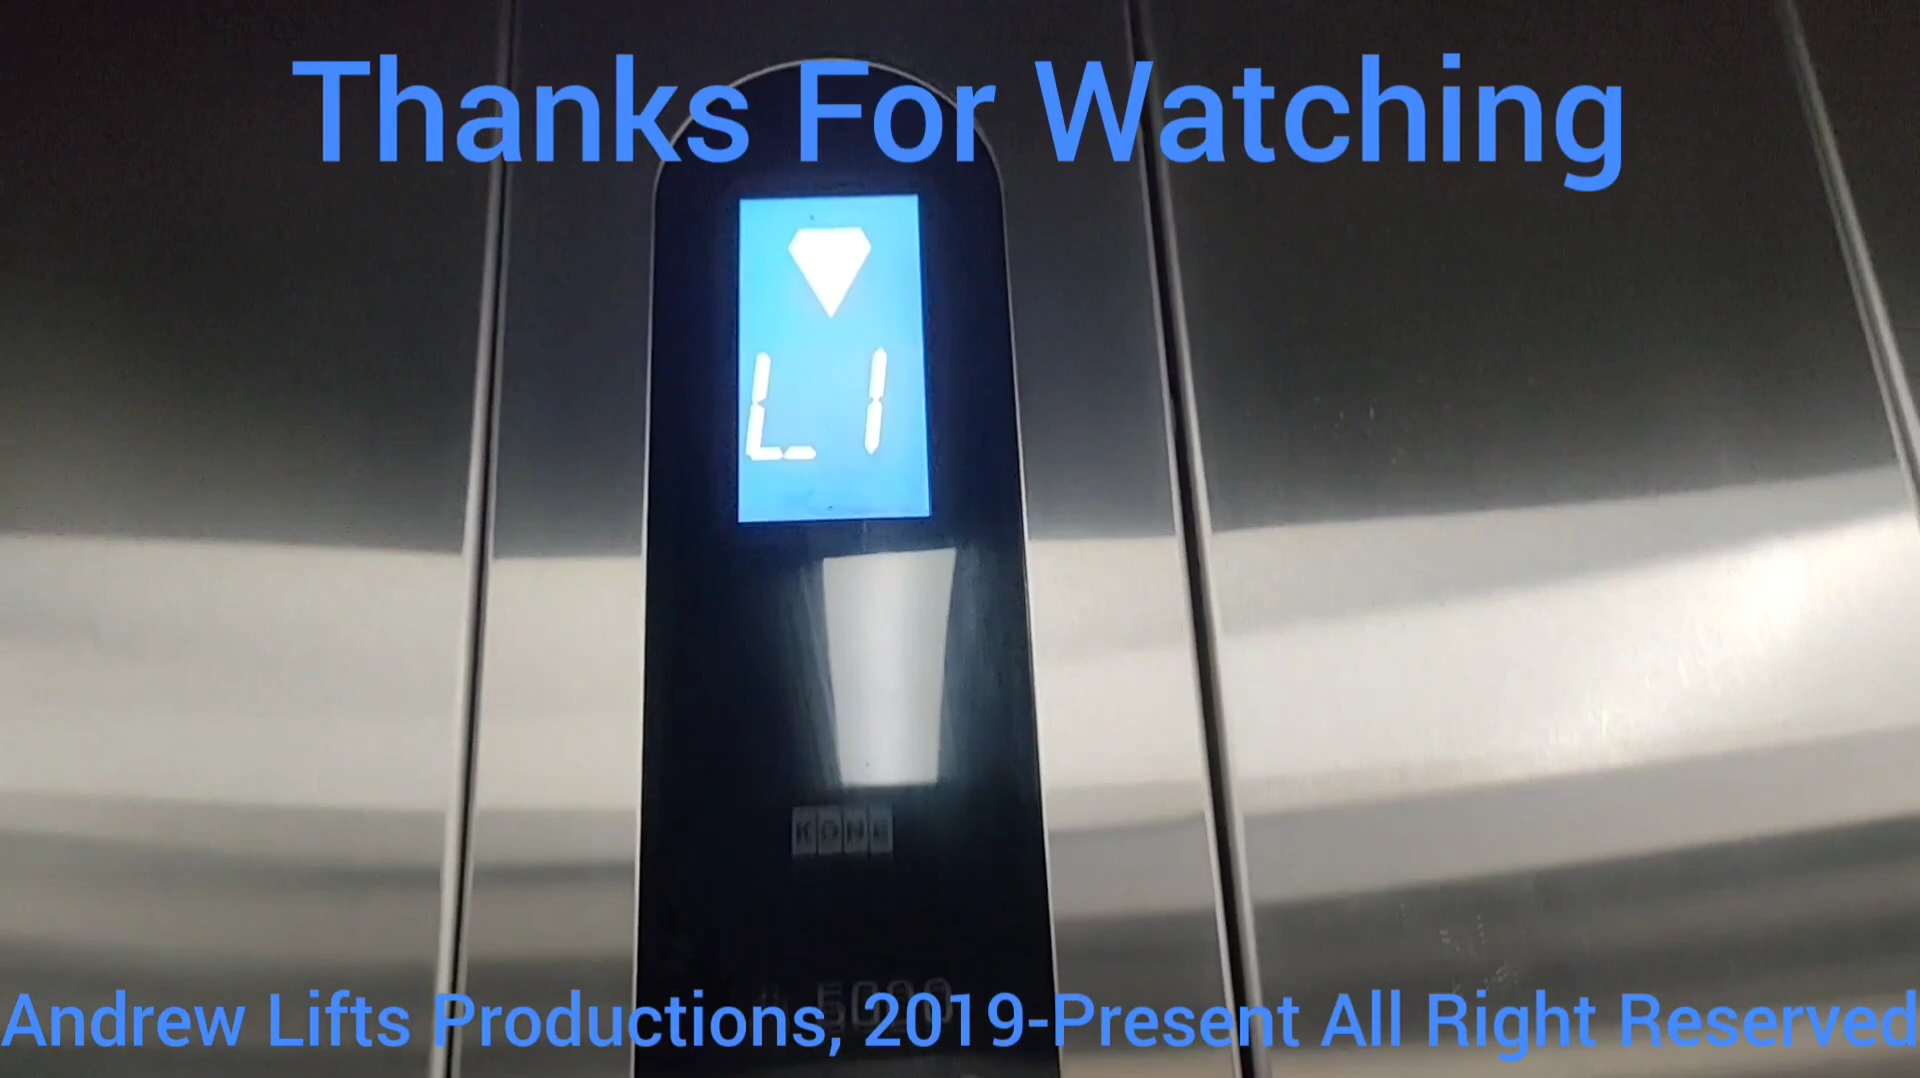 Thanks For Watching
L1
KONE
Andrew Lifts Productions, 2019-Present All Right Reserved